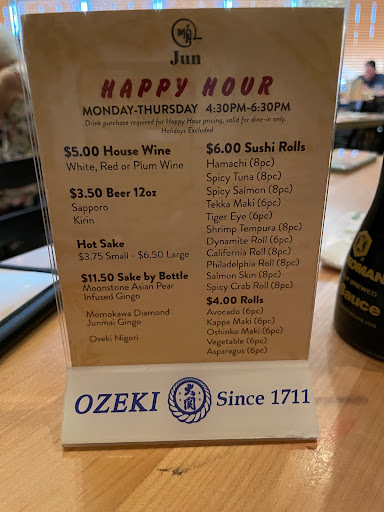 Jun
HAPPY HOUR
MONDAY-THURSDAY 4:30PM-6:30PM
Drink purchase required for Happy Hour pricing, valid for dine-in only.
Holidays Excluded
$5.00 House Wine
White, Red or Plum Wine
$3.50 Beer 12oz
Sapporo
Kirin
Hot Sake
$3.75 Small - $6.50 Large
$11.50 Sake by Bottle
Moonstone Asian Pear
Infused Gingo
Momokawa Diamond
Junmai Gingo
Ozeki Nigori
$6.00 Sushi Rolls
Hamachi (8pc)
Spicy Tuna (8pc)
Spicy Salmon (8pc)
Tekka Maki (6pc)
Tiger Eye (6pc)
Shrimp Tempura (8pc)
Dynamite Roll (6pc)
California Roll (8pc)
Philadelphia Roll (8pc)
Salmon Skin (8pc)
Spicy Crab Roll (8pc)
$4.00 Rolls
Avocado (6pc)
Kappa Maki (6pc)
Oshinko Maki (6pc)
Vegetable (6pc)
Asparagus (6pc)
OZEKI 大関 Since 1711
KOMAN
BREWED
Sauce